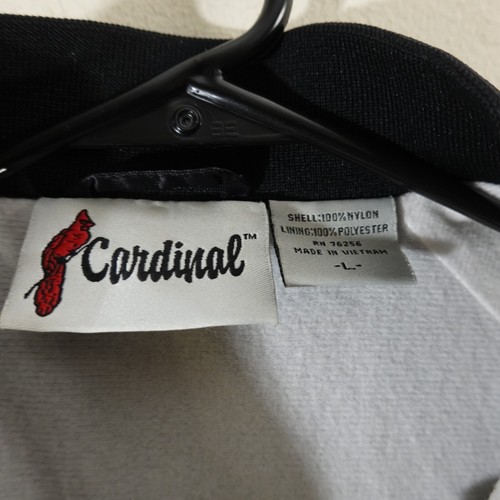 Cardinal™
SHELL:100%NYLON
LINING:100%POLYESTER
RN 76256
MADE IN VIETNAM
-L-